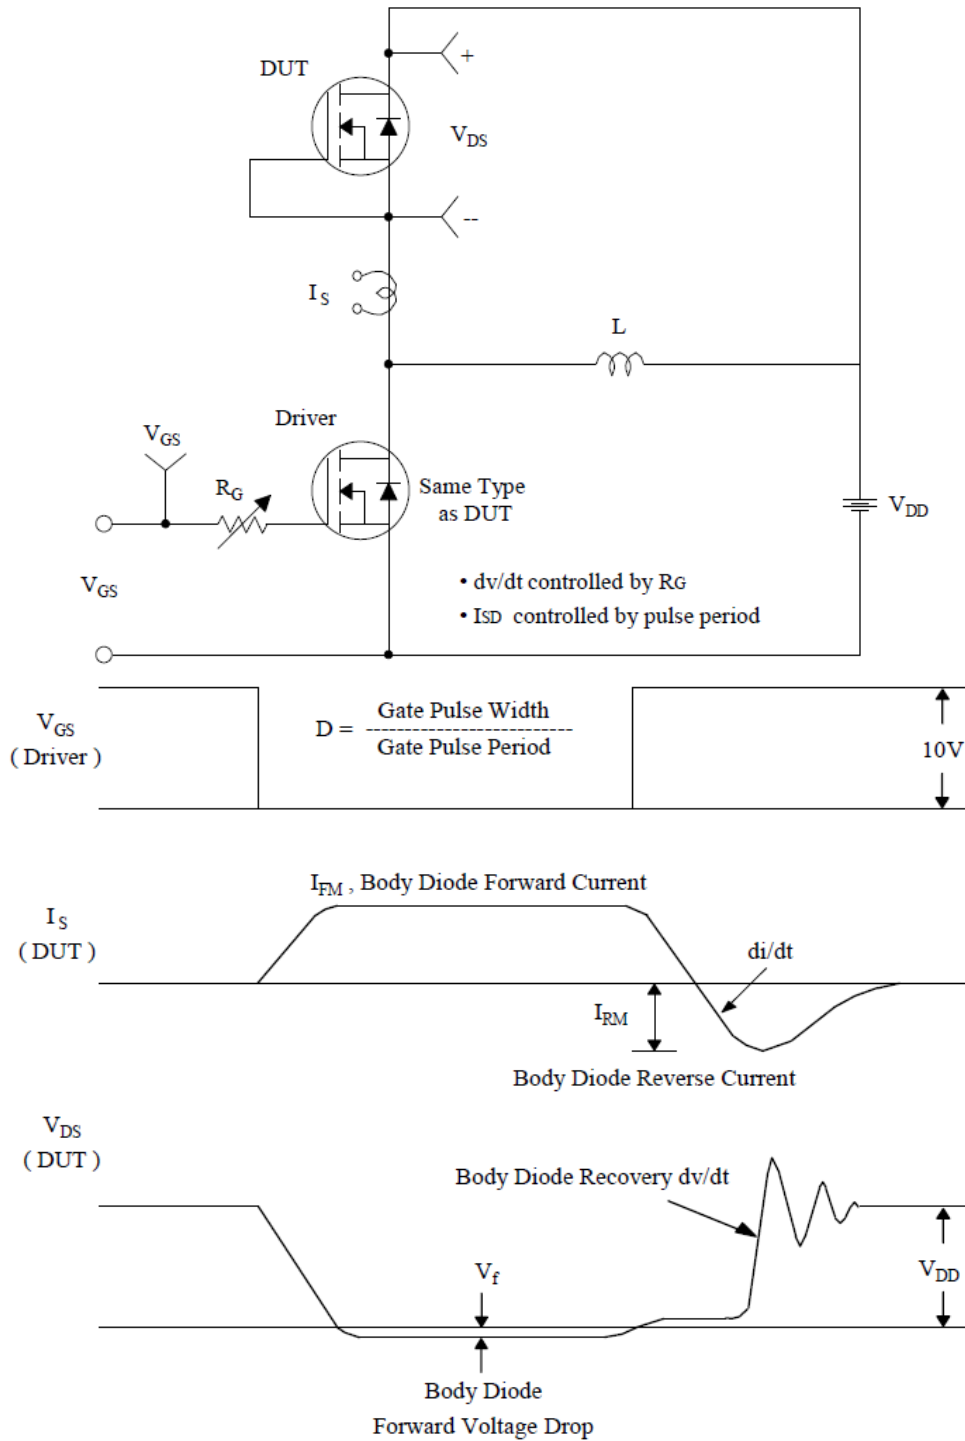 DUT
+
VDS
--
IS
L
Driver
VGS
RG
Same Type
as DUT
VDD
VGS
• dv/dt controlled by RG
• ISD controlled by pulse period
VGS
( Driver )
D = Gate Pulse Width
--------------------------
Gate Pulse Period
10V
IFM , Body Diode Forward Current
IS
( DUT )
di/dt
IRM
Body Diode Reverse Current
VDS
( DUT )
Body Diode Recovery dv/dt
Vf
VDD
Body Diode
Forward Voltage Drop